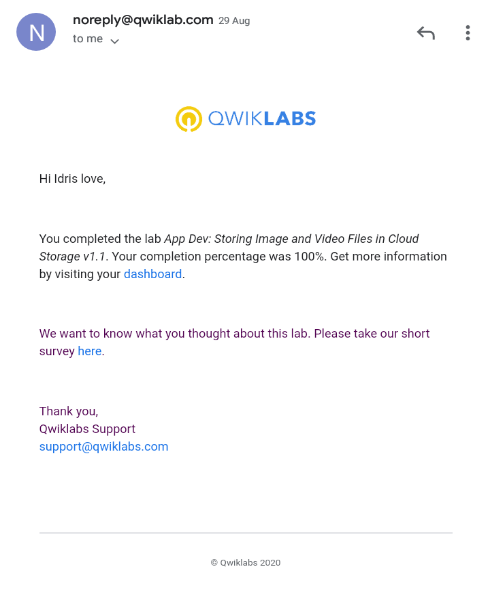 N
noreply@qwiklab.com 29 Aug
to me
QWIKLABS
Hi Idris love,
You completed the lab App Dev: Storing Image and Video Files in Cloud
Storage v1.1. Your completion percentage was 100%. Get more information
by visiting your dashboard.
We want to know what you thought about this lab. Please take our short
survey here.
Thank you,
Qwiklabs Support
support@qwiklabs.com
© Qwiklabs 2020